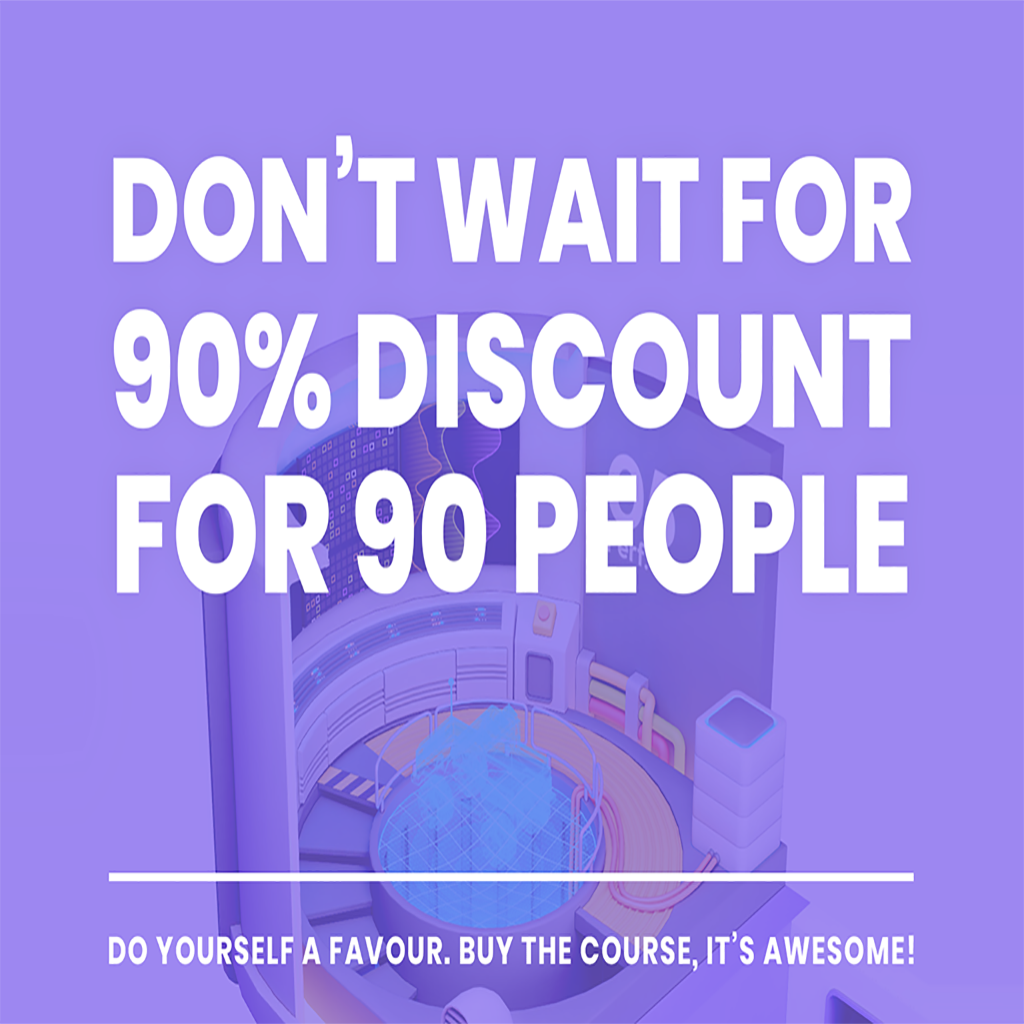 DON’T WAIT FOR
90% DISCOUNT
FOR 90 PEOPLE
DO YOURSELF A FAVOUR. BUY THE COURSE, IT’S AWESOME!